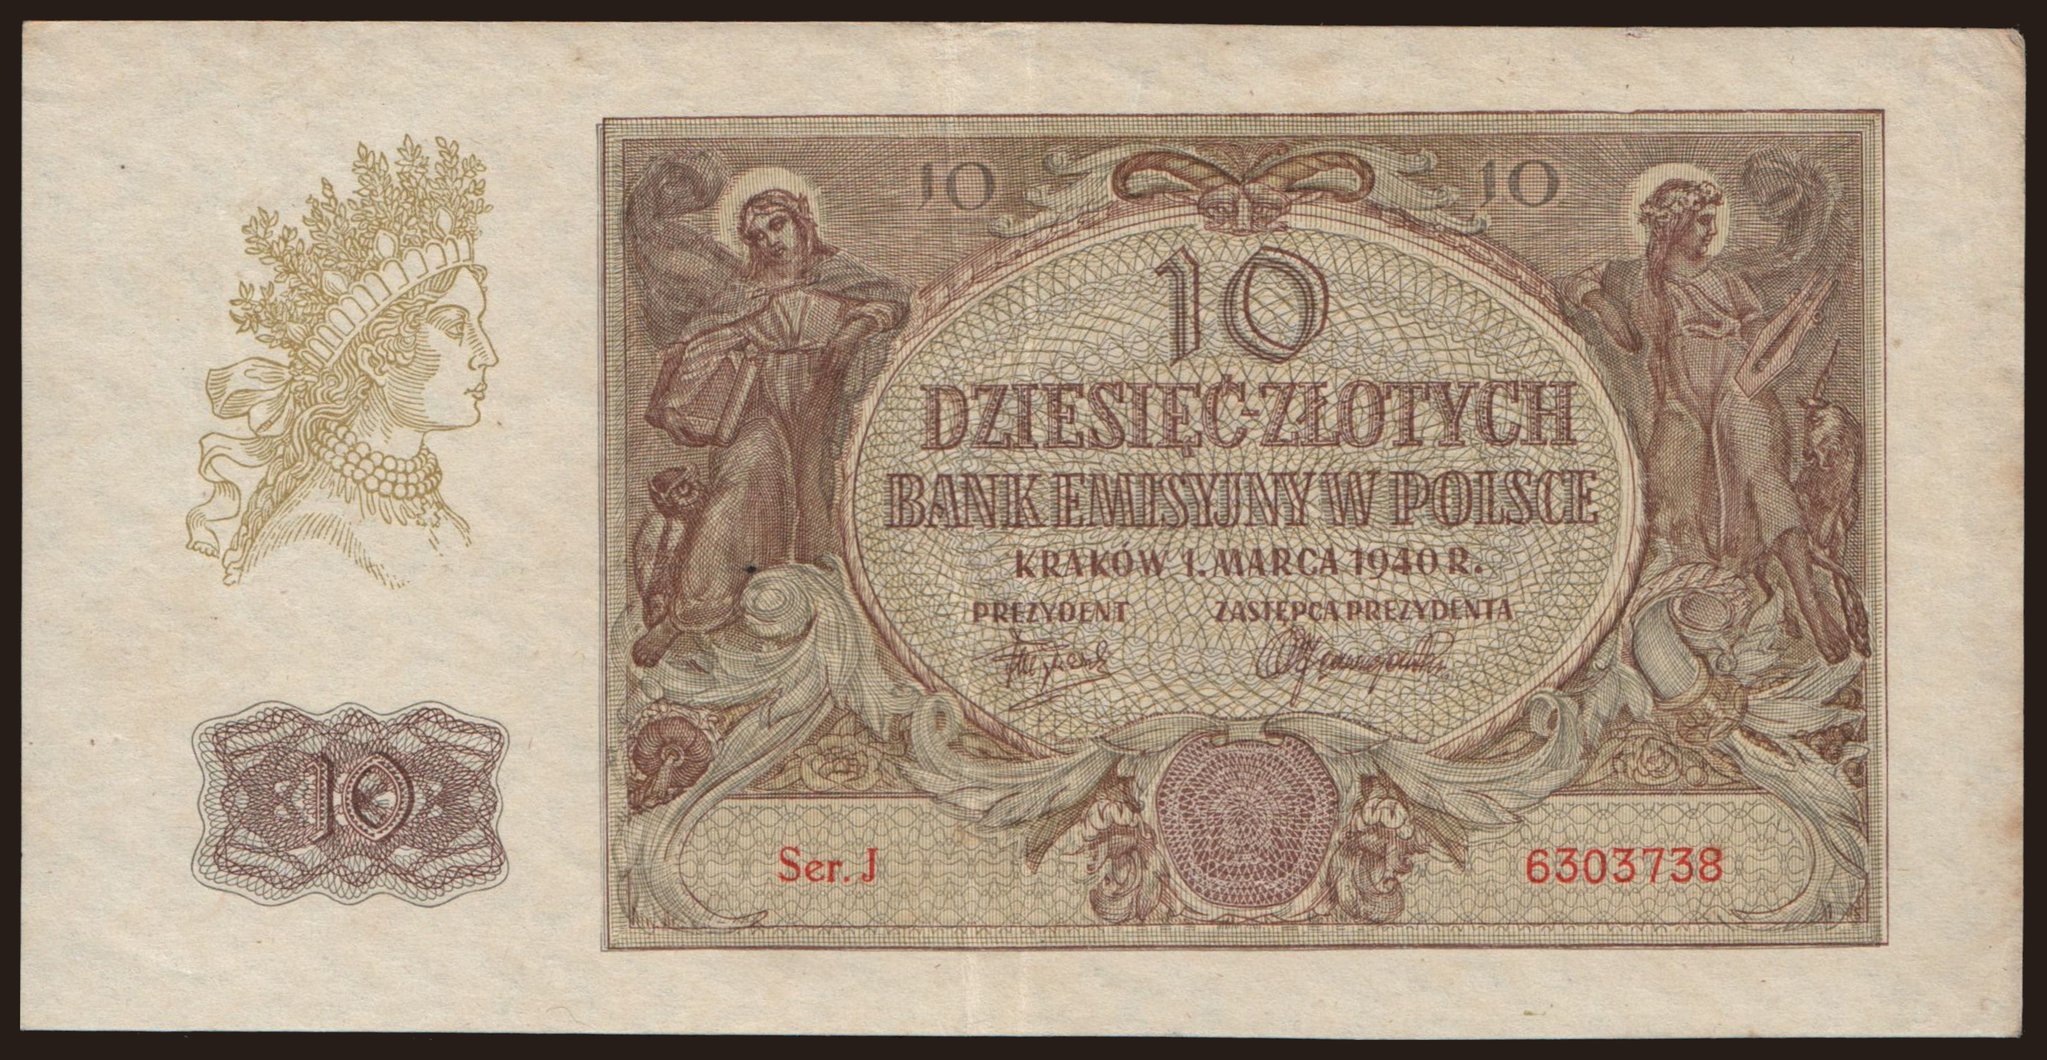 10 10
10
DZIESIĘĆ-ZŁOTYCH
BANK EMISYJNY W POLSCE
KRAKÓW 1. MARCA 1940 R.
PREZYDENT ZASTĘPCA PREZYDENTA
10
Ser. J 6303738